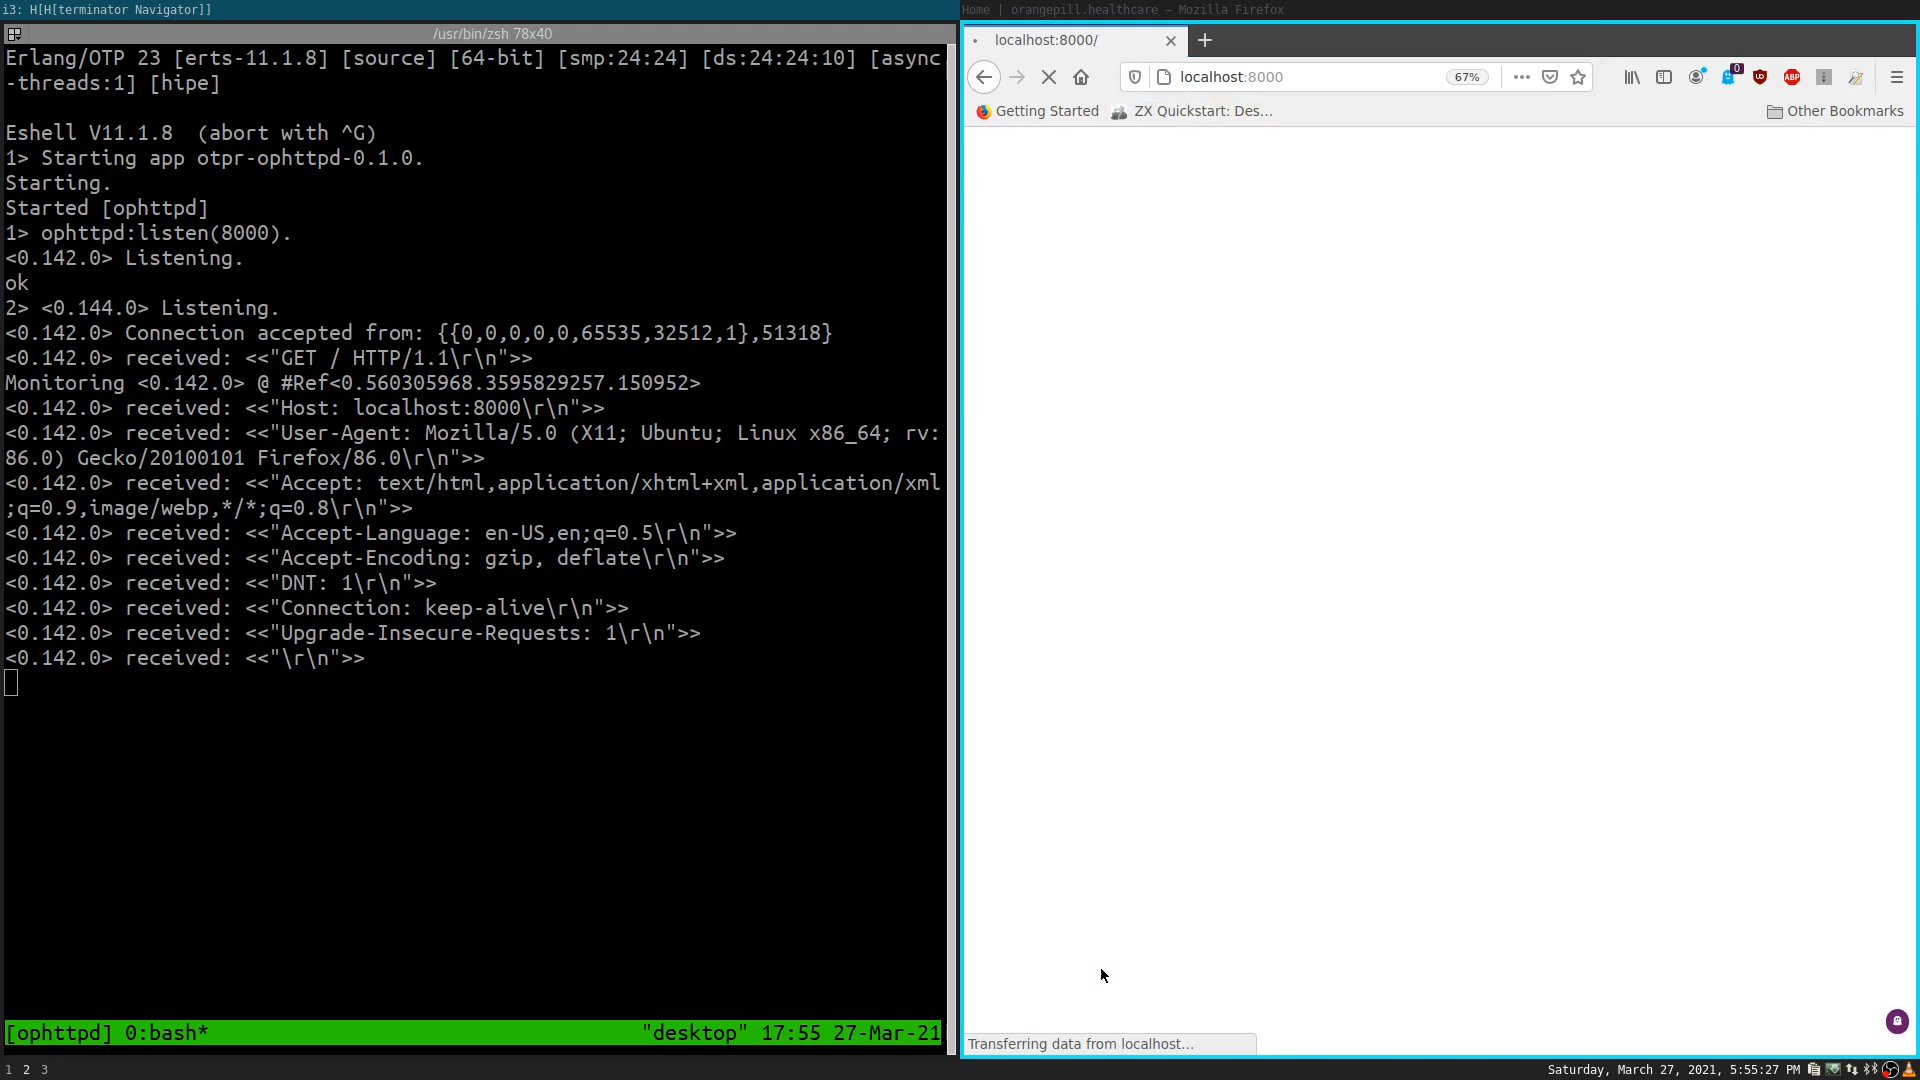 i3: H[H[terminator Navigator]]
Home | orangepill.healthcare — Mozilla Firefox
/usr/bin/zsh 78x40
Erlang/OTP 23 [erts-11.1.8] [source] [64-bit] [smp:24:24] [ds:24:24:10] [async
-threads:1] [hipe]
Eshell V11.1.8  (abort with ^G)
1> Starting app otpr-ophttpd-0.1.0.
Starting.
Started [ophttpd]
1> ophttpd:listen(8000).
<0.142.0> Listening.
ok
2> <0.144.0> Listening.
<0.142.0> Connection accepted from: {{0,0,0,0,0,65535,32512,1},51318}
<0.142.0> received: <<"GET / HTTP/1.1\r\n">>
Monitoring <0.142.0> @ #Ref<0.560305968.3595829257.150952>
<0.142.0> received: <<"Host: localhost:8000\r\n">>
<0.142.0> received: <<"User-Agent: Mozilla/5.0 (X11; Ubuntu; Linux x86_64; rv:
86.0) Gecko/20100101 Firefox/86.0\r\n">>
<0.142.0> received: <<"Accept: text/html,application/xhtml+xml,application/xml
;q=0.9,image/webp,*/*;q=0.8\r\n">>
<0.142.0> received: <<"Accept-Language: en-US,en;q=0.5\r\n">>
<0.142.0> received: <<"Accept-Encoding: gzip, deflate\r\n">>
<0.142.0> received: <<"DNT: 1\r\n">>
<0.142.0> received: <<"Connection: keep-alive\r\n">>
<0.142.0> received: <<"Upgrade-Insecure-Requests: 1\r\n">>
<0.142.0> received: <<"\r\n">>
[ophttpd] 0:bash*
"desktop" 17:55 27-Mar-21
localhost:8000/
localhost:8000
67%
0
ABP
Getting Started
ZX Quickstart: Des...
Other Bookmarks
Transferring data from localhost...
1 2 3
Saturday, March 27, 2021, 5:55:27 PM